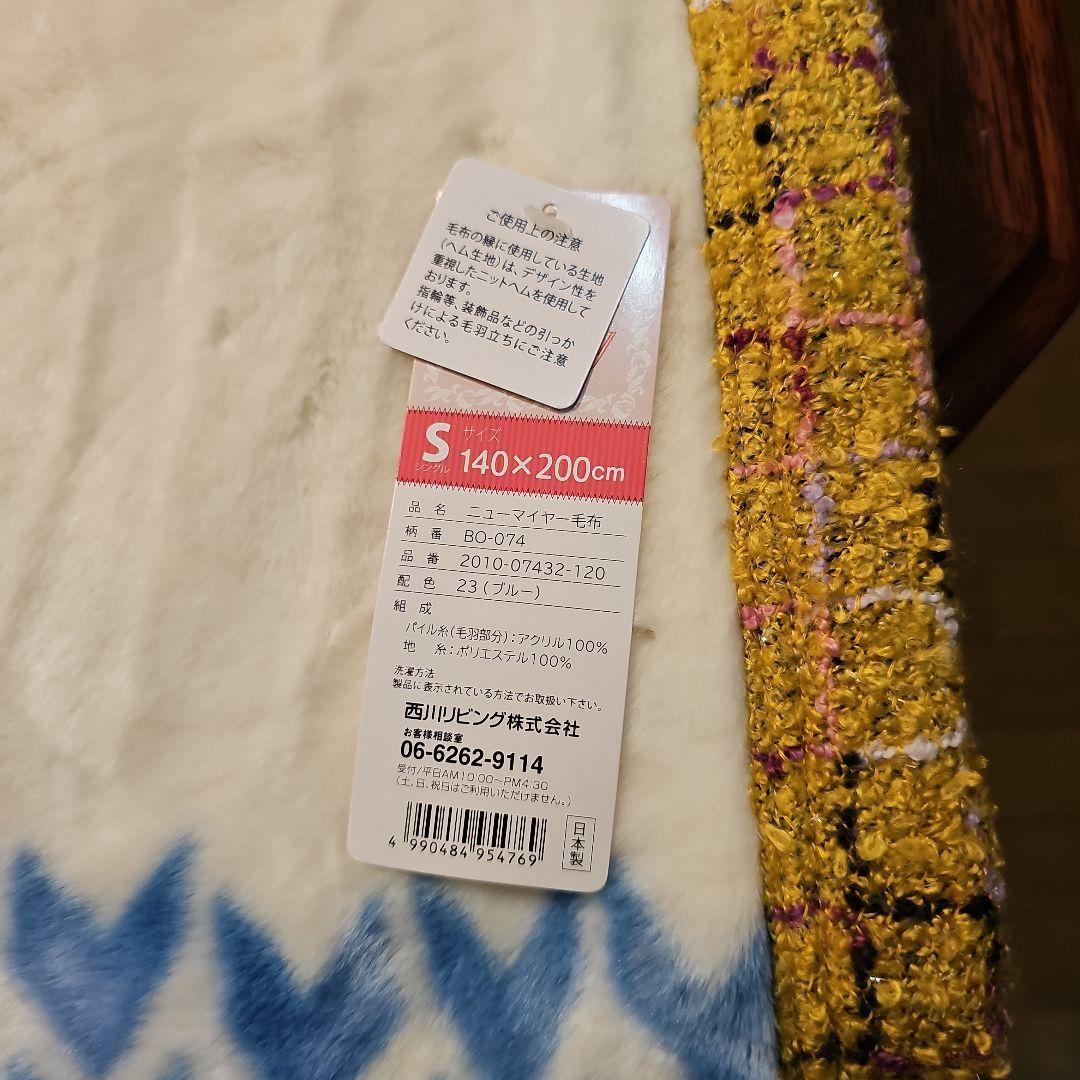 ご使用上の注意
毛布の縁に使用している生地
(ヘム生地)は、デザイン性を
重視したニットヘムを使用して
おります。
指輪等、装飾品などの引っか
けによる毛羽立ちにご注意
ください。
S サイズ
シングル 140×200cm
品 名 ニューマイヤー毛布
柄 番 BO-074
品 番 2010-07432-120
配 色 23(ブルー)
組 成
パイル糸(毛羽部分):アクリル100%
地 糸:ポリエステル100%
洗濯方法
製品に表示されている方法でお取扱い下さい。
西川リビング株式会社
お客様相談室
06-6262-9114
受付/平日AM10:00～PM4:30
(土、日、祝日はご利用いただけません。)
4 990484 954769
日本製